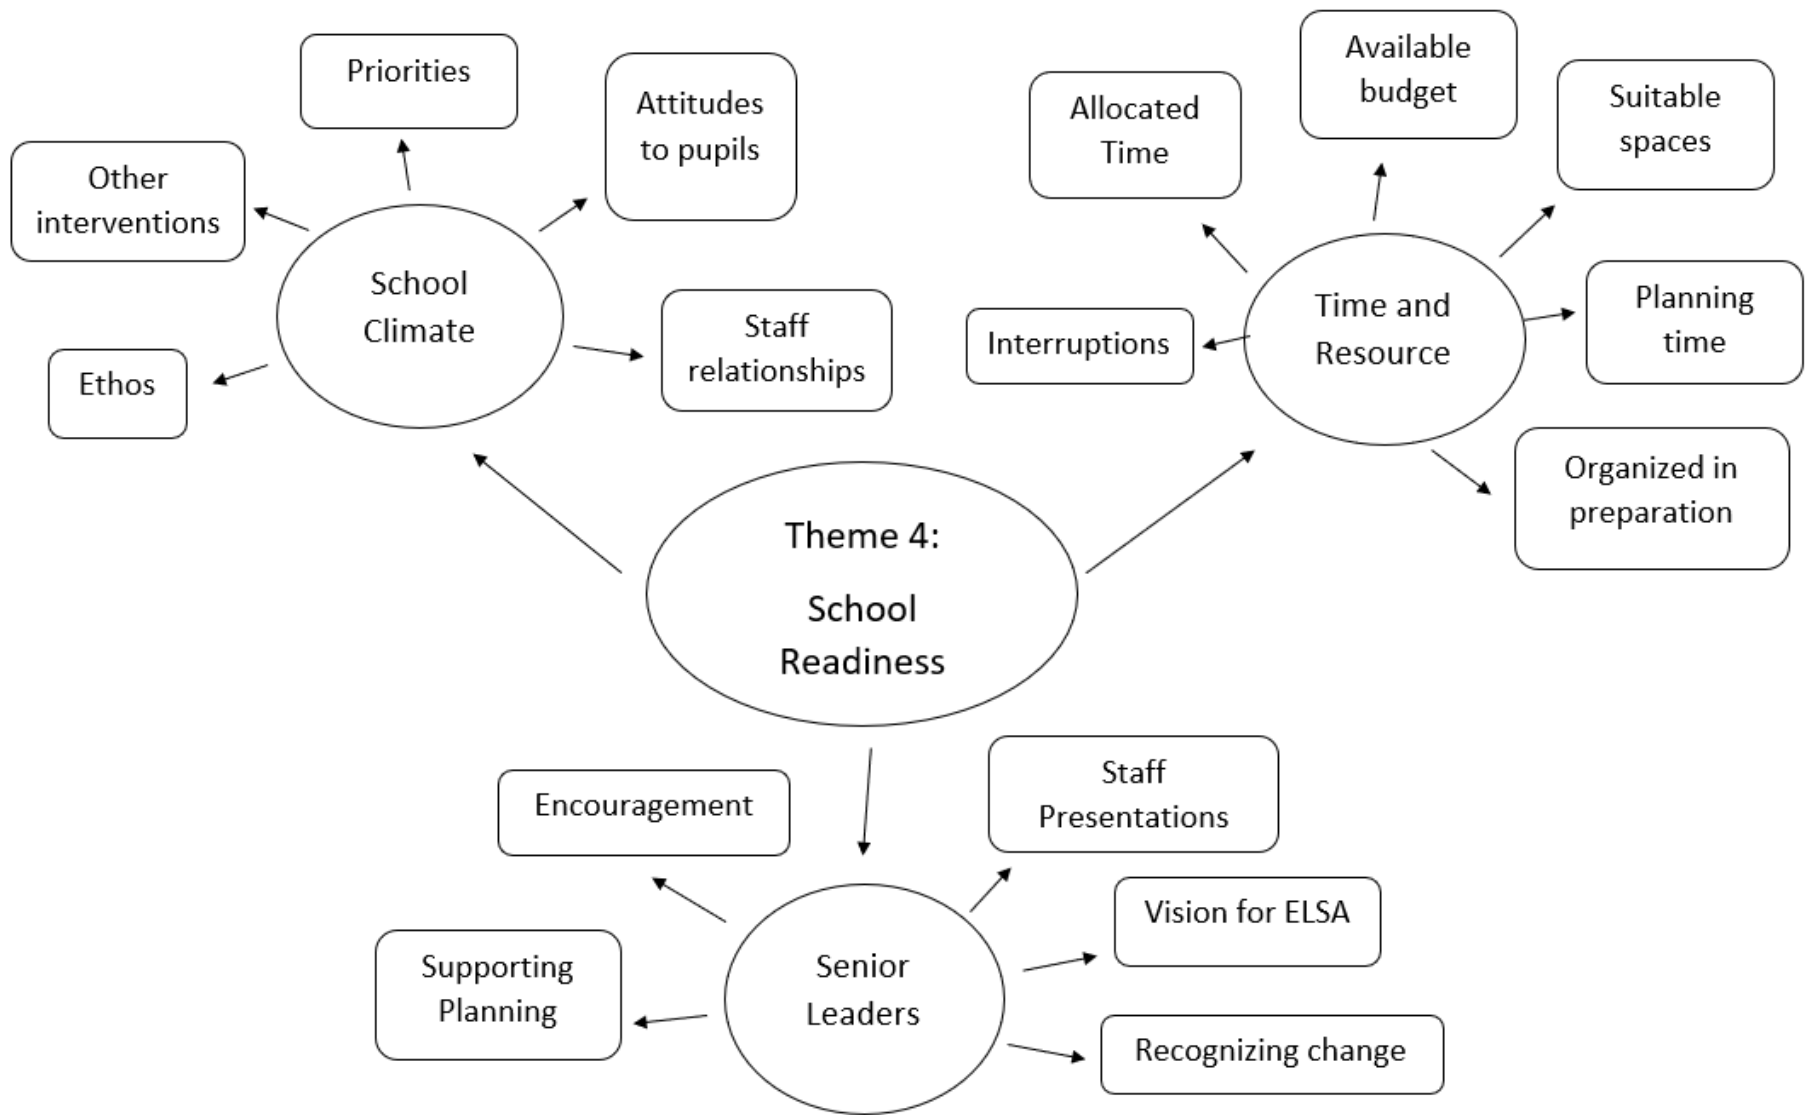 Priorities
Attitudes
to pupils
Other
interventions
School
Climate
Ethos
Staff
relationships
Available
budget
Allocated
Time
Suitable
spaces
Interruptions
Time and
Resource
Planning
time
Organized in
preparation
Theme 4:
School
Readiness
Encouragement
Staff
Presentations
Supporting
Planning
Senior
Leaders
Vision for ELSA
Recognizing change